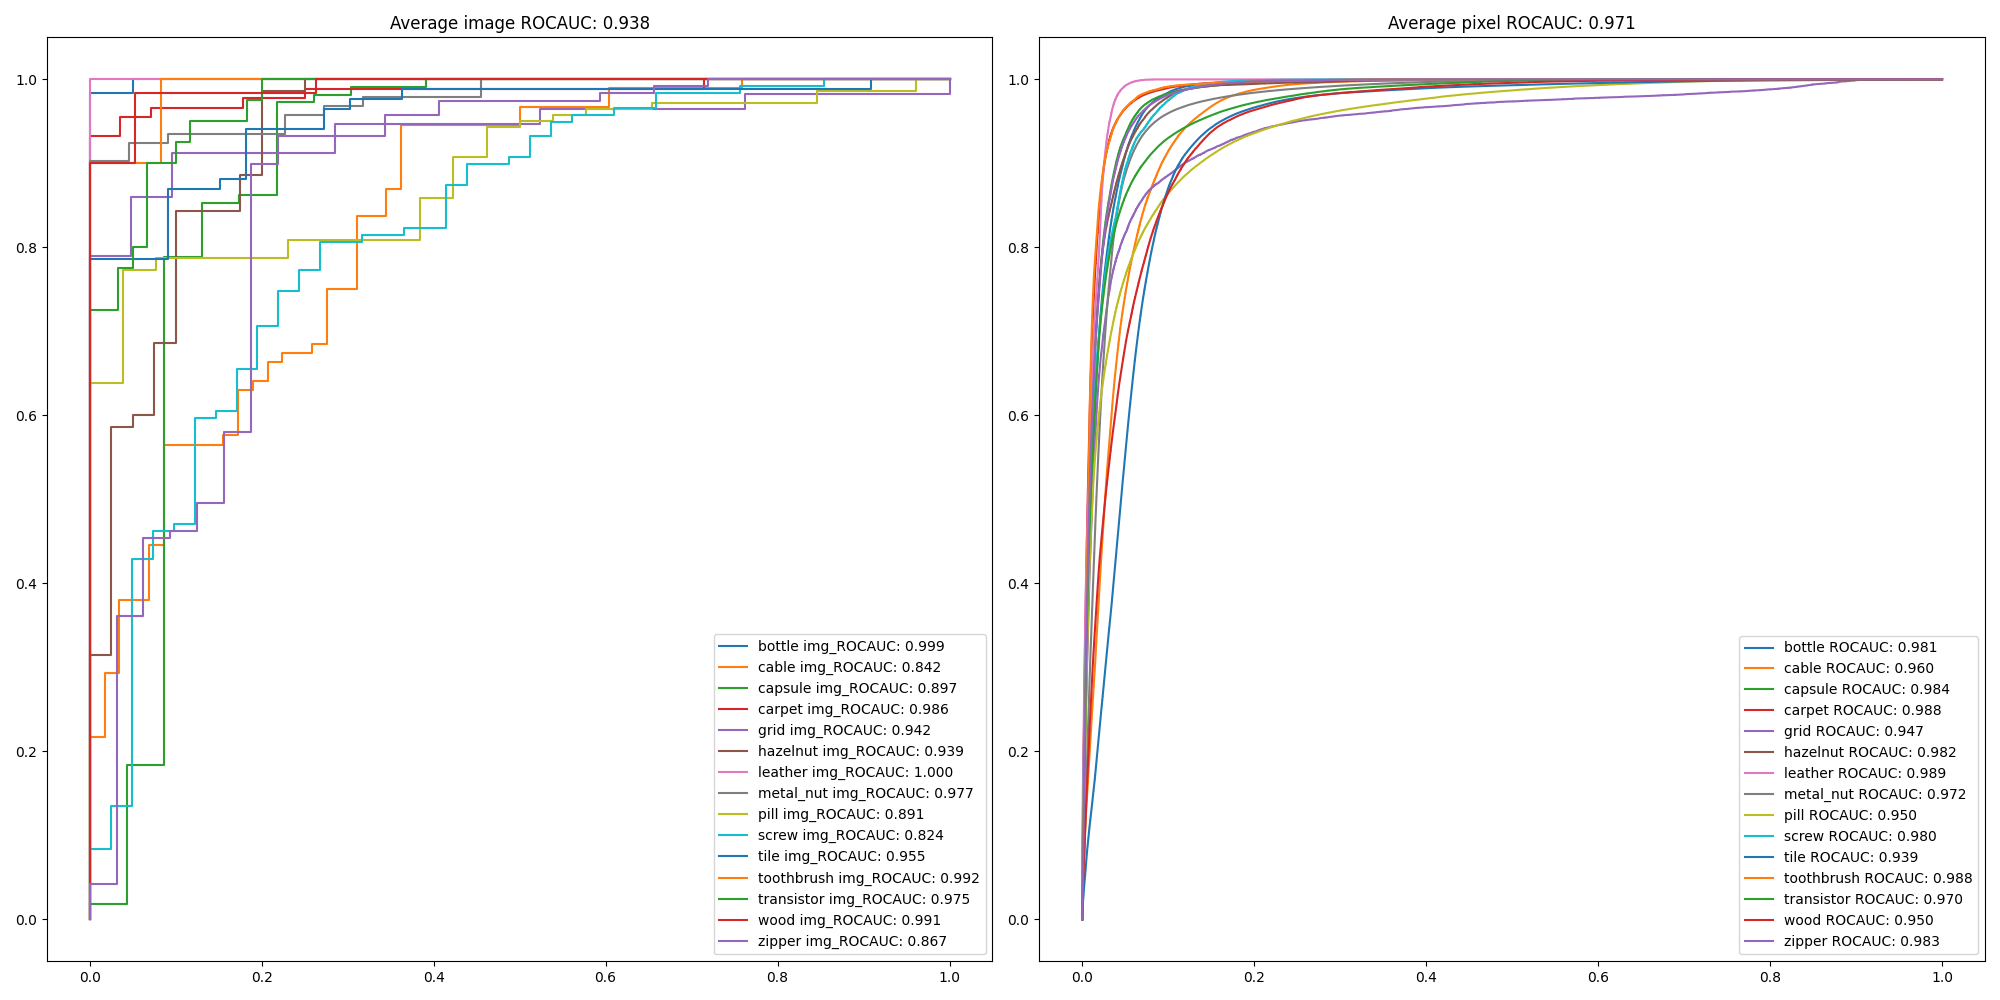 Average image ROCAUC: 0.938
1.0
0.8
0.6
0.4
0.2
0.0
0.0 0.2 0.4 0.6 0.8 1.0
bottle img_ROCAUC: 0.999
cable img_ROCAUC: 0.842
capsule img_ROCAUC: 0.897
carpet img_ROCAUC: 0.986
grid img_ROCAUC: 0.942
hazelnut img_ROCAUC: 0.939
leather img_ROCAUC: 1.000
metal_nut img_ROCAUC: 0.977
pill img_ROCAUC: 0.891
screw img_ROCAUC: 0.824
tile img_ROCAUC: 0.955
toothbrush img_ROCAUC: 0.992
transistor img_ROCAUC: 0.975
wood img_ROCAUC: 0.991
zipper img_ROCAUC: 0.867
Average pixel ROCAUC: 0.971
1.0
0.8
0.6
0.4
0.2
0.0
0.0 0.2 0.4 0.6 0.8 1.0
bottle ROCAUC: 0.981
cable ROCAUC: 0.960
capsule ROCAUC: 0.984
carpet ROCAUC: 0.988
grid ROCAUC: 0.947
hazelnut ROCAUC: 0.982
leather ROCAUC: 0.989
metal_nut ROCAUC: 0.972
pill ROCAUC: 0.950
screw ROCAUC: 0.980
tile ROCAUC: 0.939
toothbrush ROCAUC: 0.988
transistor ROCAUC: 0.970
wood ROCAUC: 0.950
zipper ROCAUC: 0.983